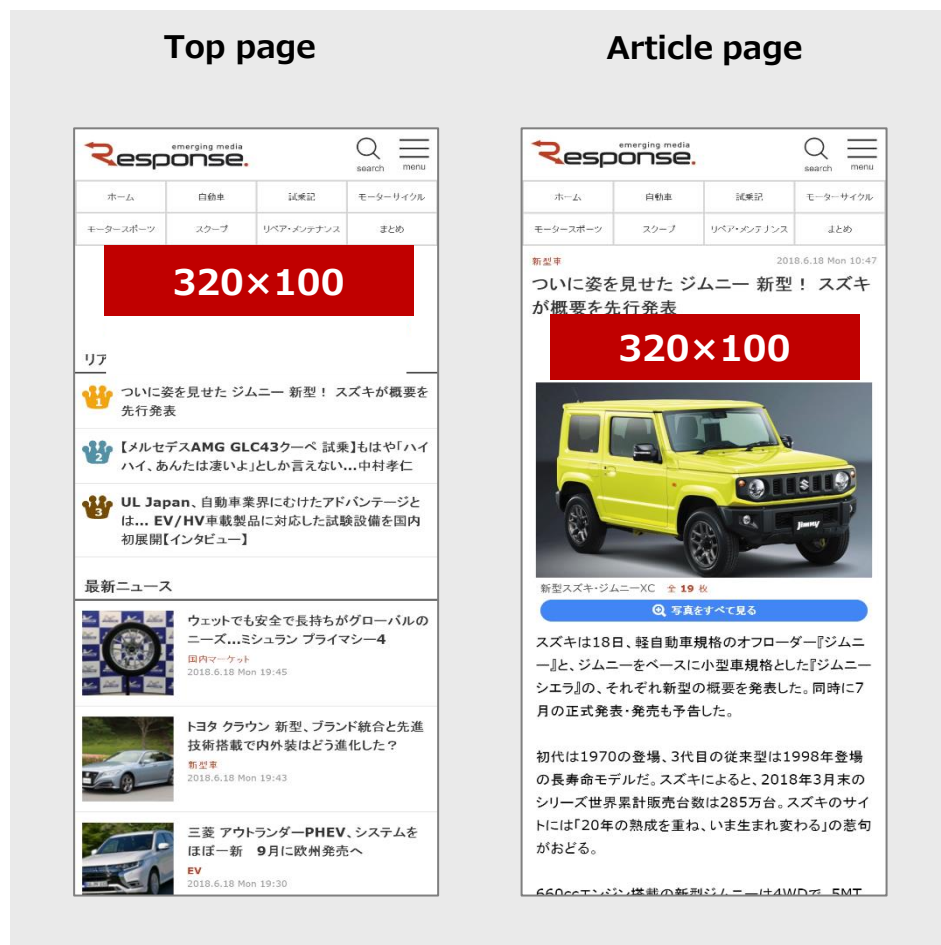 Top page
Article page
emerging media
Response.
search
menu
ホーム
自動車
試乗記
モーターサイクル
モータースポーツ
スクープ
リペア・メンテナンス
まとめ
320×100
リア
1
ついに姿を見せた ジムニー 新型！ スズキが概要を
先行発表
2
【メルセデスAMG GLC43クーペ 試乗】もはや「ハイ
ハイ、あんたは凄いよ」としか言えない…中村孝仁
3
UL Japan、自動車業界にむけたアドバンテージと
は… EV/HV車載製品に対応した試験設備を国内
初展開【インタビュー】
最新ニュース
ウェットでも安全で長持ちがグローバルの
ニーズ…ミシュラン プライマシー4
国内マーケット
2018.6.18 Mon 19:45
トヨタ クラウン 新型、ブランド統合と先進
技術搭載で内外装はどう進化した？
新型車
2018.6.18 Mon 19:43
三菱 アウトランダーPHEV、システムを
ほぼ一新　9月に欧州発売へ
EV
2018.6.18 Mon 19:30
emerging media
Response.
search
menu
ホーム
自動車
試乗記
モーターサイクル
モータースポーツ
スクープ
リペア・メンテナンス
まとめ
新型車
2018.6.18 Mon 10:47
ついに姿を見せた ジムニー 新型！ スズキ
が概要を先行発表
320×100
Jimny
新型スズキ・ジムニーXC 全 19 枚
写真をすべて見る
スズキは18日、軽自動車規格のオフローダー『ジムニ
ー』と、ジムニーをベースに小型車規格とした『ジムニー
シエラ』の、それぞれ新型の概要を発表した。同時に7
月の正式発表・発売も予告した。
初代は1970の登場、3代目の従来型は1998年登場
の長寿命モデルだ。スズキによると、2018年3月末の
シリーズ世界累計販売台数は285万台。スズキのサイ
トには「20年の熟成を重ね、いま生まれ変わる」の惹句
がおどる。
660ccエンジン搭載の新型ジムニーは4WDで、5MT